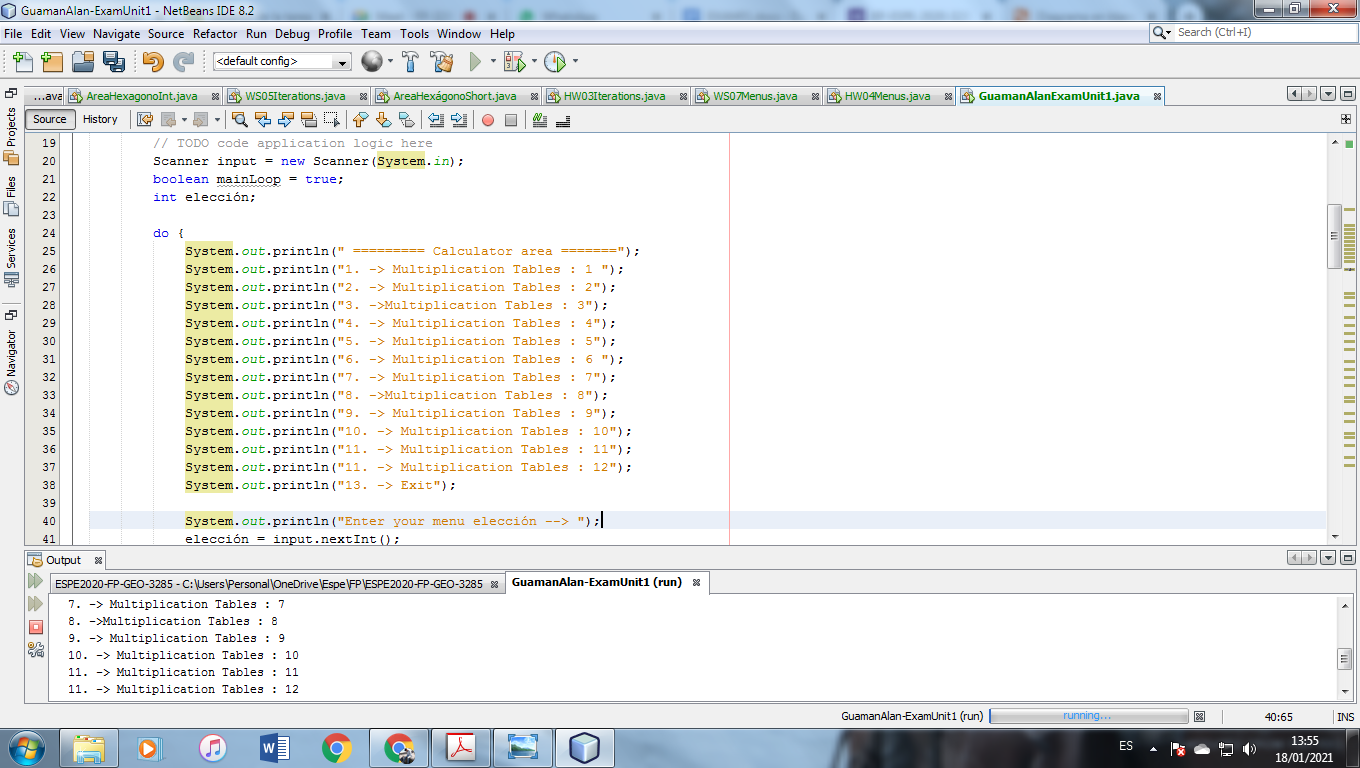 GuamanAlan-ExamUnit1 - NetBeans IDE 8.2
File Edit View Navigate Source Refactor Run Debug Profile Team Tools Window Help
Search (Ctrl+I)
<default config>
...ava AreaHexagonoInt.java WS05Iterations.java AreaHexágonoShort.java HW03Iterations.java WS07Menus.java HW04Menus.java GuamanAlanExamUnit1.java
Source History
Projects
Files
Services
Navigator
19 // TODO code application logic here
20 Scanner input = new Scanner(System.in);
21 boolean mainLoop = true;
22 int elección;
23
24 do {
25 System.out.println(" ========= Calculator area =======");
26 System.out.println("1. -> Multiplication Tables : 1 ");
27 System.out.println("2. -> Multiplication Tables : 2");
28 System.out.println("3. ->Multiplication Tables : 3");
29 System.out.println("4. -> Multiplication Tables : 4");
30 System.out.println("5. -> Multiplication Tables : 5");
31 System.out.println("6. -> Multiplication Tables : 6 ");
32 System.out.println("7. -> Multiplication Tables : 7");
33 System.out.println("8. ->Multiplication Tables : 8");
34 System.out.println("9. -> Multiplication Tables : 9");
35 System.out.println("10. -> Multiplication Tables : 10");
36 System.out.println("11. -> Multiplication Tables : 11");
37 System.out.println("11. -> Multiplication Tables : 12");
38 System.out.println("13. -> Exit");
39
40 System.out.println("Enter your menu elección --> ");
41 elección = input.nextInt();
Output
ESPE2020-FP-GEO-3285 - C:\Users\Personal\OneDrive\Espe\FP\ESPE2020-FP-GEO-3285 GuamanAlan-ExamUnit1 (run)
7. -> Multiplication Tables : 7
8. ->Multiplication Tables : 8
9. -> Multiplication Tables : 9
10. -> Multiplication Tables : 10
11. -> Multiplication Tables : 11
11. -> Multiplication Tables : 12
GuamanAlan-ExamUnit1 (run) running... 40:65 INS
ES 13:55
18/01/2021